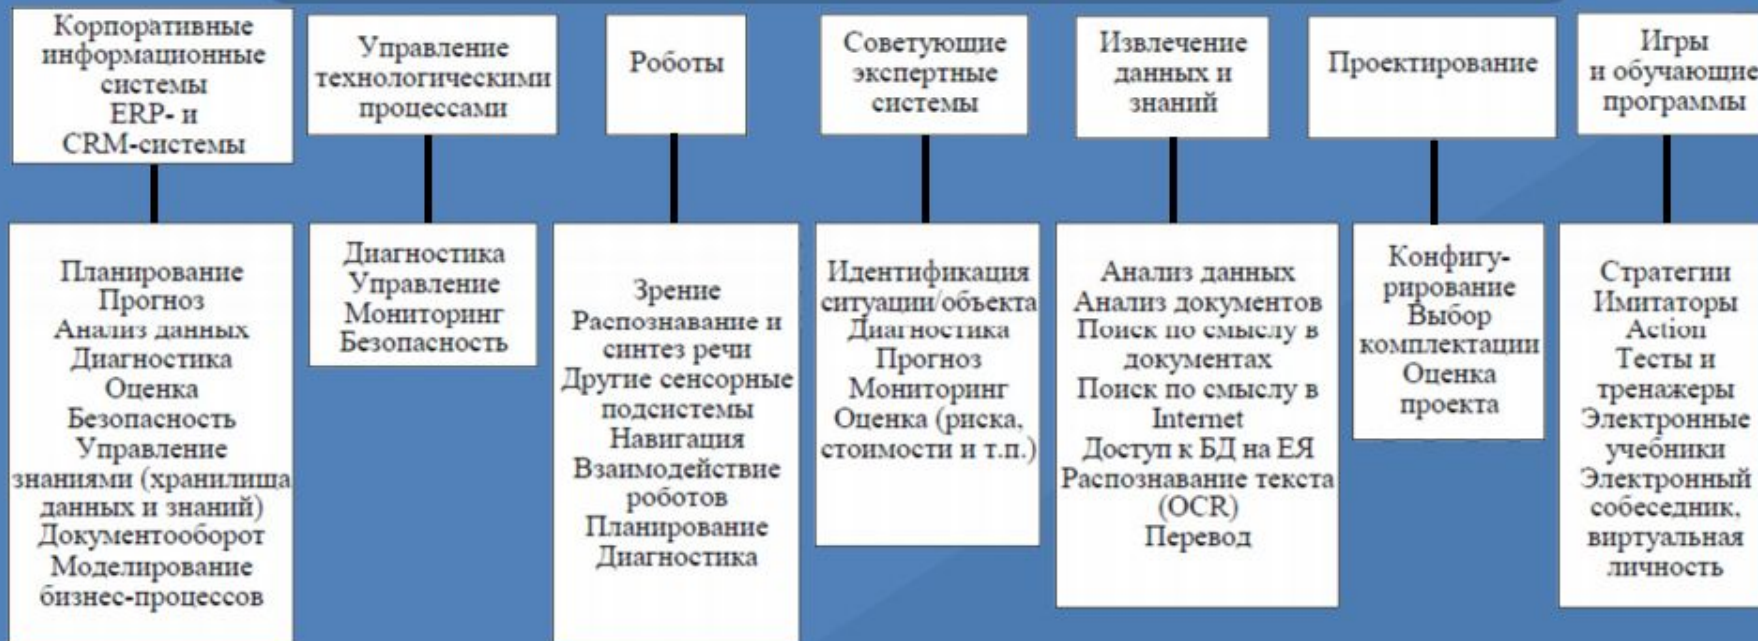 Корпоративные
информационные
системы
ERP- и
CRM-системы
Управление
технологическими
процессами
Роботы
Советующие
экспертные
системы
Извлечение
данных и
знаний
Проектирование
Игры
и обучающие
программы
Планирование
Прогноз
Анализ данных
Диагностика
Оценка
Безопасность
Управление
знаниями (хранилища
данных и знаний)
Документооборот
Моделирование
бизнес-процессов
Диагностика
Управление
Мониторинг
Безопасность
Зрение
Распознавание и
синтез речи
Другие сенсорные
подсистемы
Навигация
Взаимодействие
роботов
Планирование
Диагностика
Идентификация
ситуации/объекта
Диагностика
Прогноз
Мониторинг
Оценка (риска,
стоимости и т.п.)
Анализ данных
Анализ документов
Поиск по смыслу в
документах
Поиск по смыслу в
Internet
Доступ к БД на ЕЯ
Распознавание текста
(OCR)
Перевод
Конфигу-
рирование
Выбор
комплектации
Оценка
проекта
Стратегии
Имитаторы
Action
Тесты и
тренажеры
Электронные
учебники
Электронный
собеседник,
виртуальная
личность